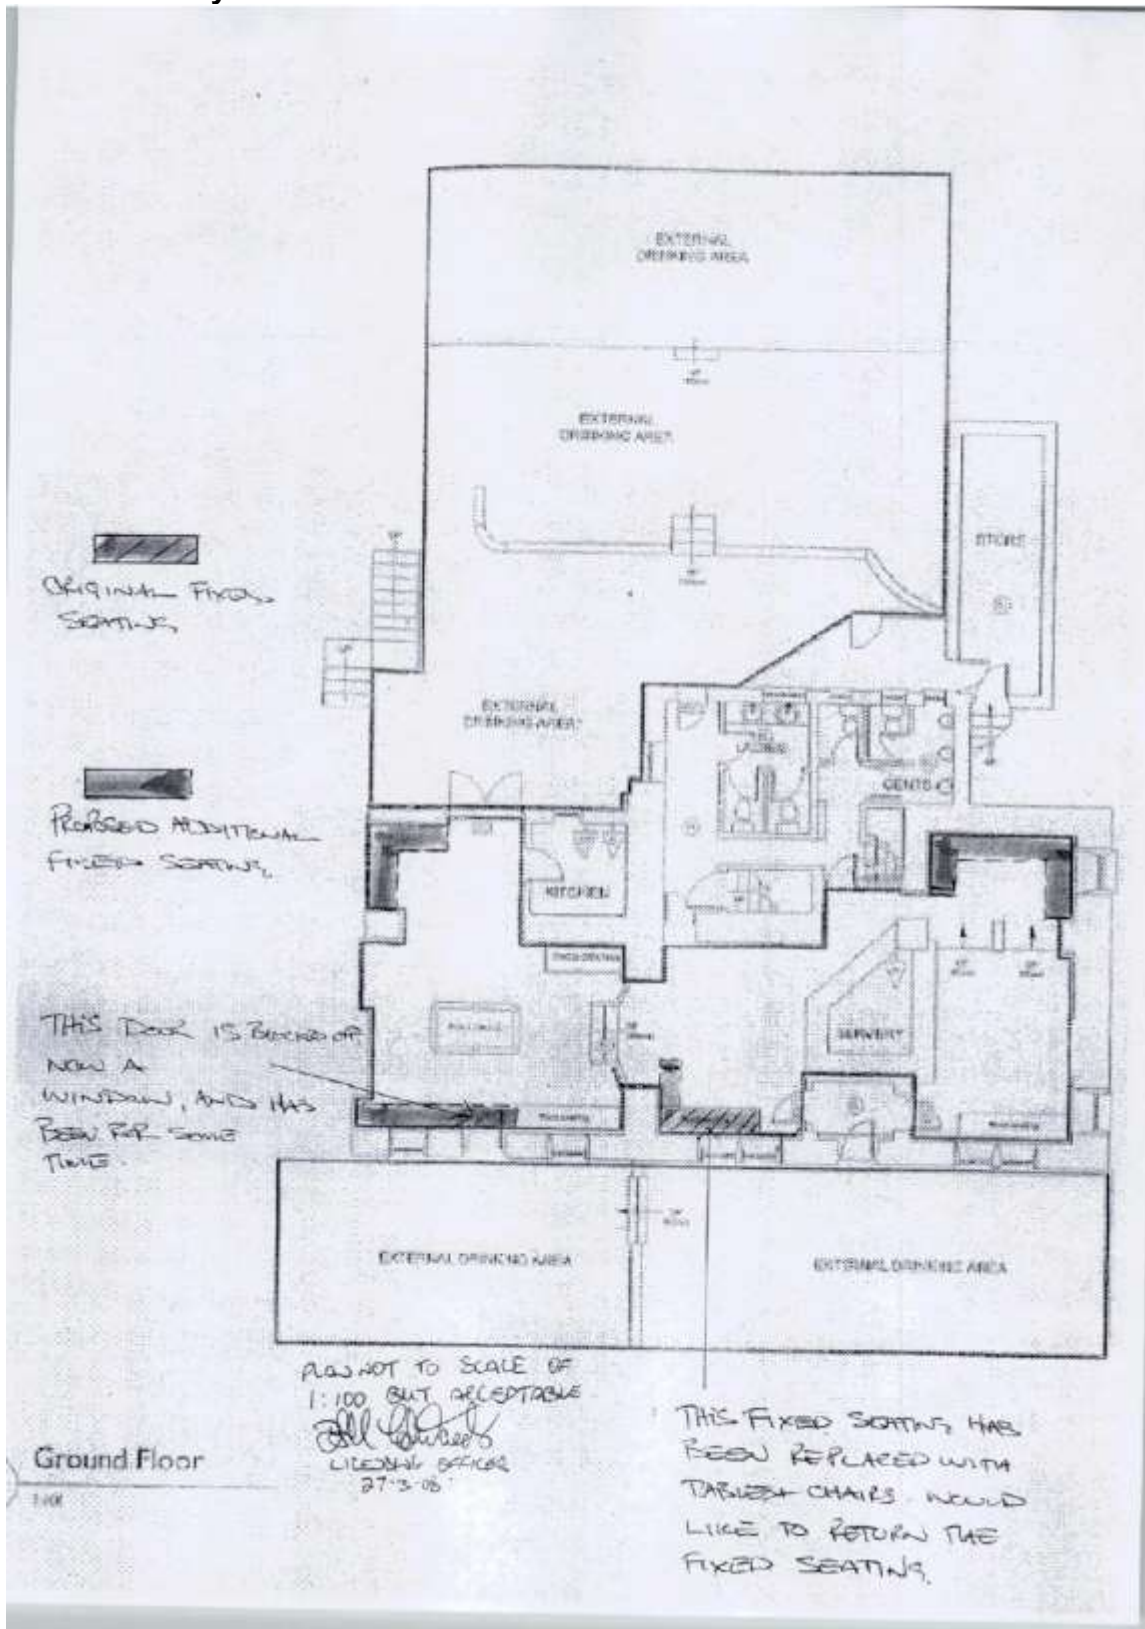 EXTERNAL
DRINKING AREA
EXTERNAL
DRINKING AREA
STORE
ORIGINAL FIXED
SEATING
EXTERNAL
DRINKING AREA
LADIES
GENTS
PROPOSED ADDITIONAL
FIXED SEATING
KITCHEN
THIS DOOR IS BLOCKED OFF
NOW A
WINDOW, AND HAS
BEEN FOR SOME
TIME.
SERVERY
EXTERNAL DRINKING AREA
EXTERNAL DRINKING AREA
PLAN NOT TO SCALE OF
1:100 BUT ACCEPTABLE
LICENSING OFFICER
27·3·08
THIS FIXED SEATING HAS
BEEN REPLACED WITH
TABLES + CHAIRS. WOULD
LIKE TO RETURN THE
FIXED SEATING.
Ground Floor